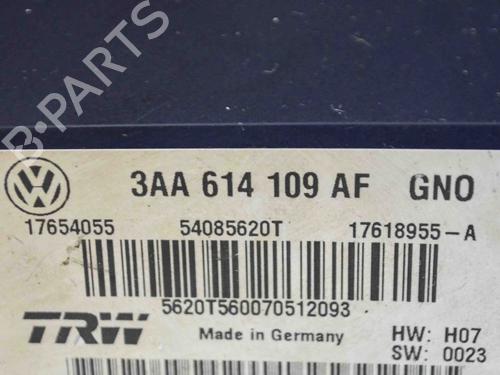 B-PARTS
3AA 614 109 AF GNO
17654055 54085620T 17618955-A
5620T560070512093
TRW Made in Germany HW: H07
SW: 0023